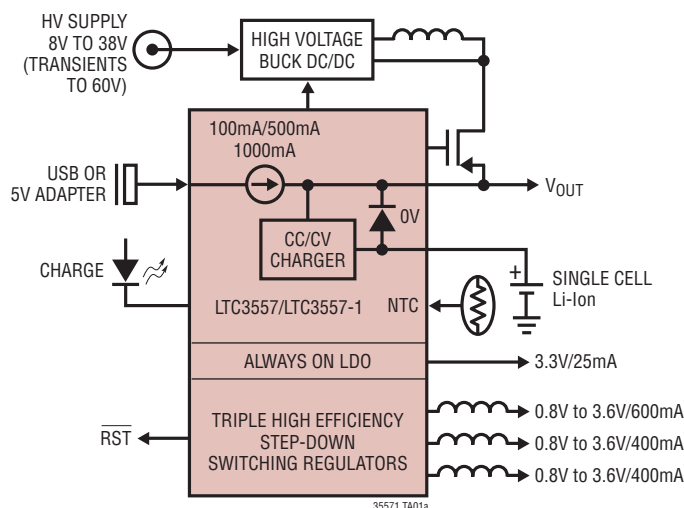 HV SUPPLY
8V TO 38V
(TRANSIENTS
TO 60V)
HIGH VOLTAGE
BUCK DC/DC
100mA/500mA
1000mA
USB OR
5V ADAPTER
VOUT
0V
CC/CV
CHARGER
CHARGE
LTC3557/LTC3557-1
NTC
+
SINGLE CELL
Li-Ion
ALWAYS ON LDO
3.3V/25mA
TRIPLE HIGH EFFICIENCY
STEP-DOWN
SWITCHING REGULATORS
RST
0.8V to 3.6V/600mA
0.8V to 3.6V/400mA
0.8V to 3.6V/400mA
35571 TA01a